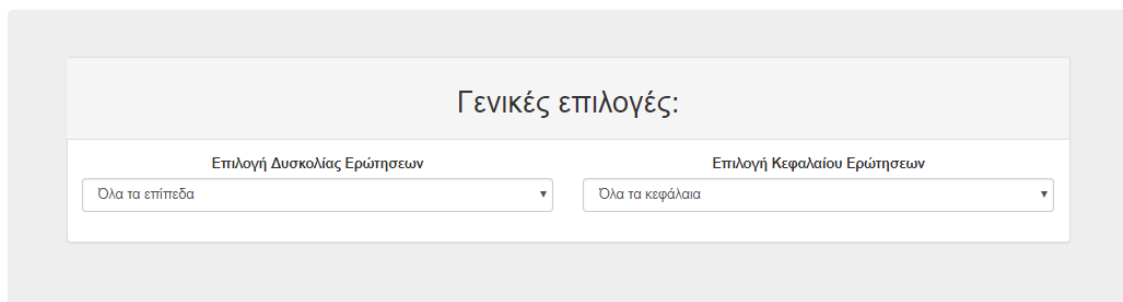 Γενικές επιλογές:
Επιλογή Δυσκολίας Ερώτησεων
Επιλογή Κεφαλαίου Ερώτησεων
Όλα τα επίπεδα
Όλα τα κεφάλαια